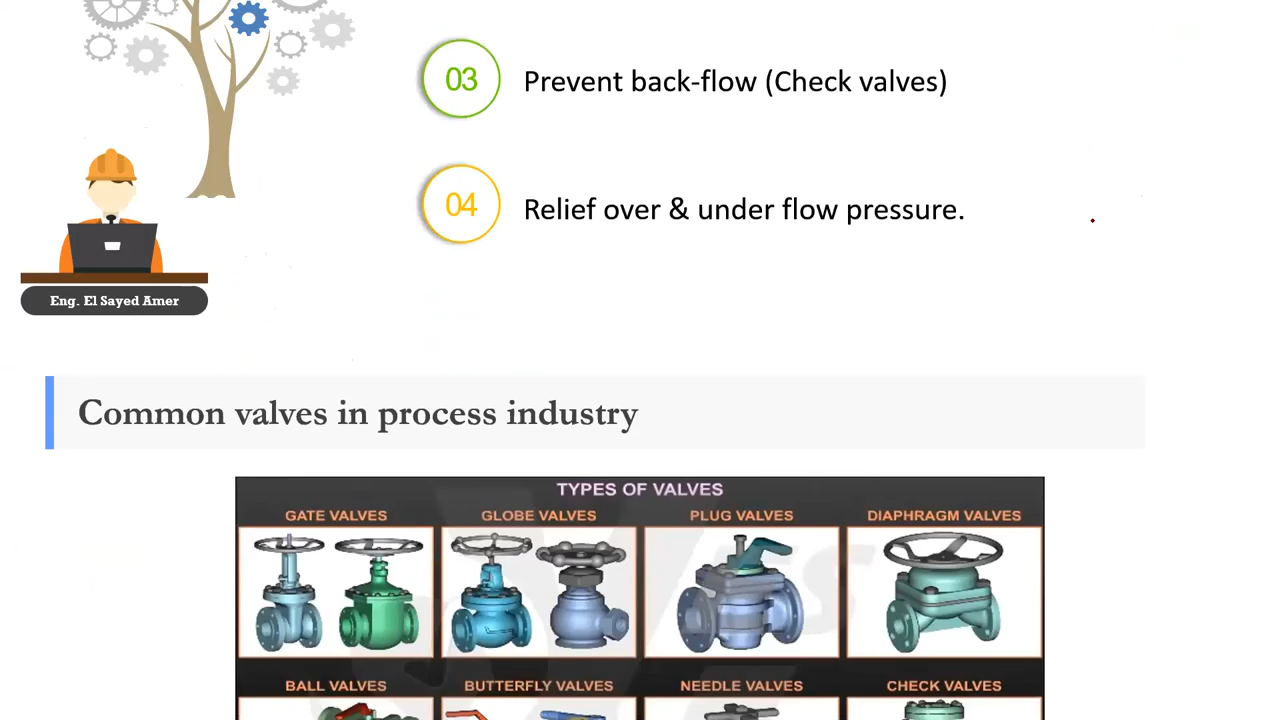 03 Prevent back-flow (Check valves)
04 Relief over & under flow pressure.
Eng. El Sayed Amer
Common valves in process industry
TYPES OF VALVES
GATE VALVES GLOBE VALVES PLUG VALVES DIAPHRAGM VALVES
BALL VALVES BUTTERFLY VALVES NEEDLE VALVES CHECK VALVES